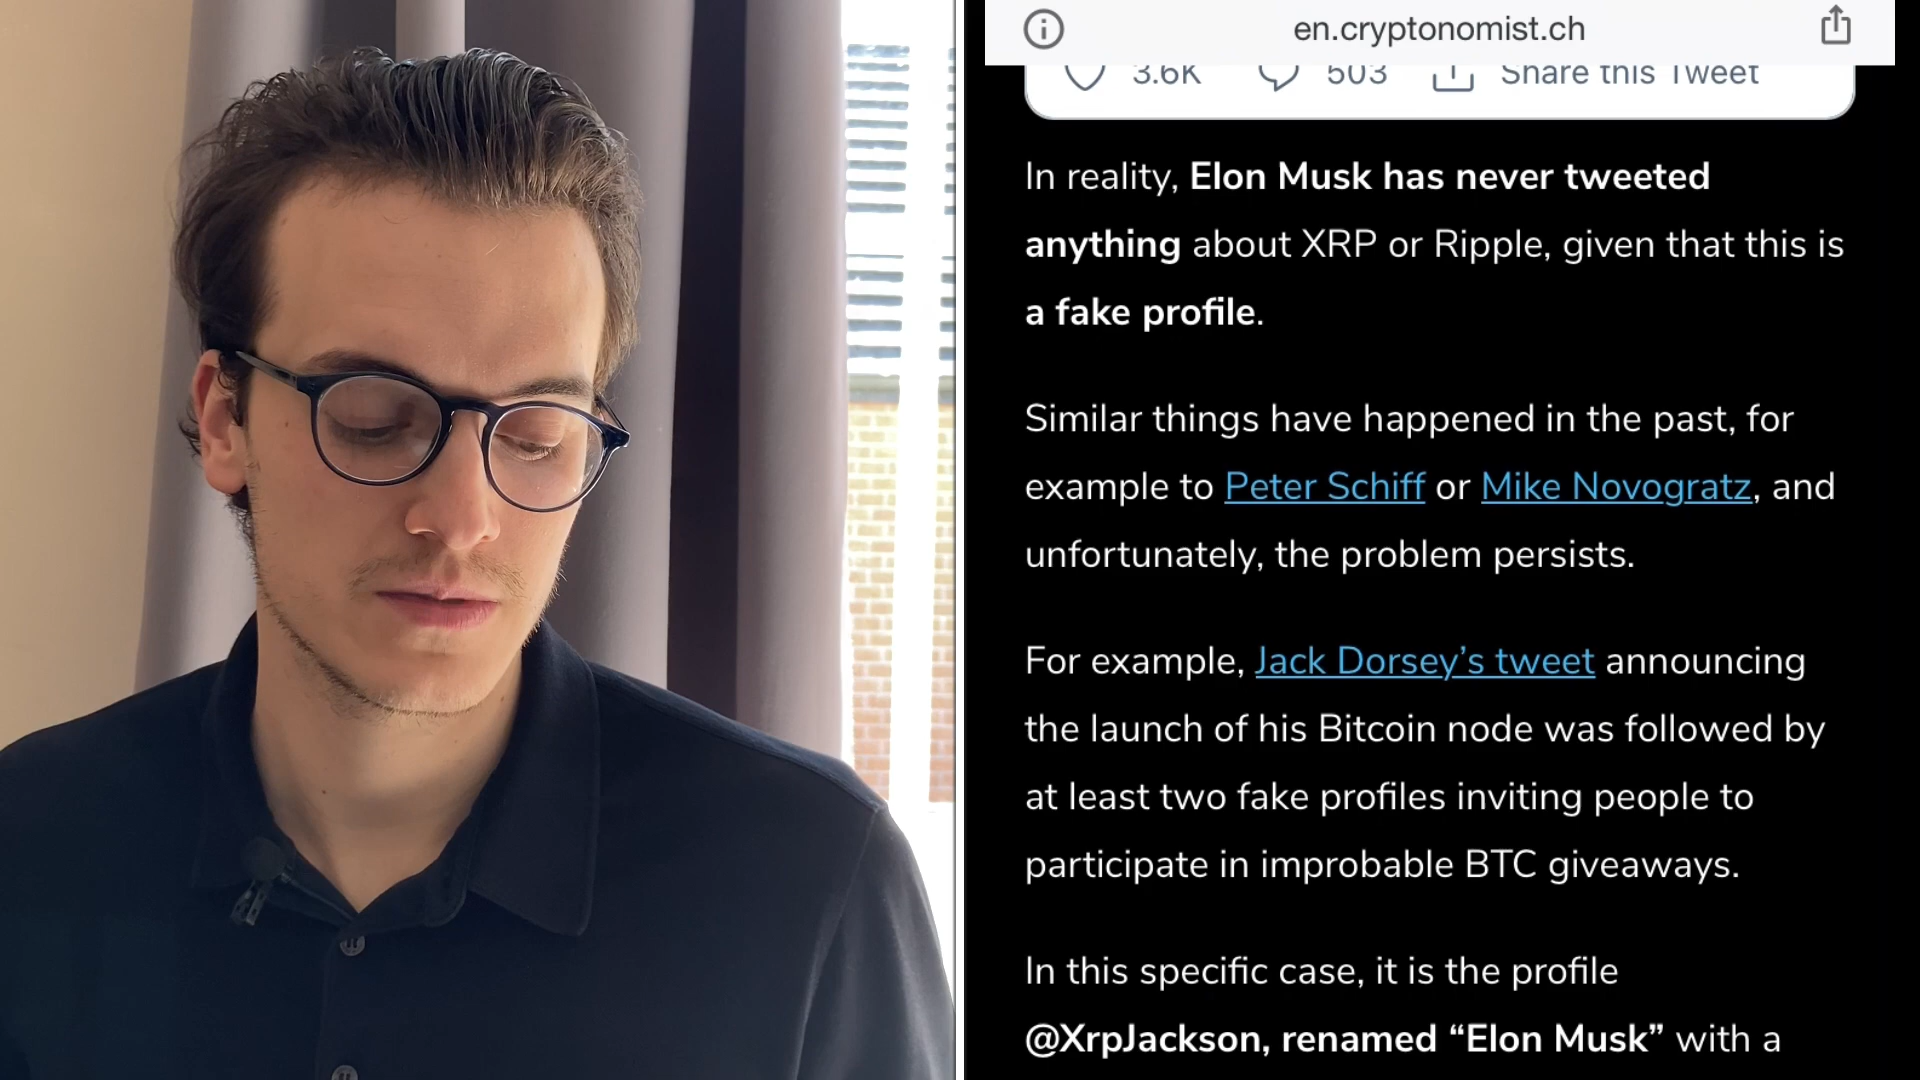 en.cryptonomist.ch
3.6K 503 Share this Tweet
In reality, Elon Musk has never tweeted
anything about XRP or Ripple, given that this is
a fake profile.
Similar things have happened in the past, for
example to Peter Schiff or Mike Novogratz, and
unfortunately, the problem persists.
For example, Jack Dorsey’s tweet announcing
the launch of his Bitcoin node was followed by
at least two fake profiles inviting people to
participate in improbable BTC giveaways.
In this specific case, it is the profile
@XrpJackson, renamed “Elon Musk” with a